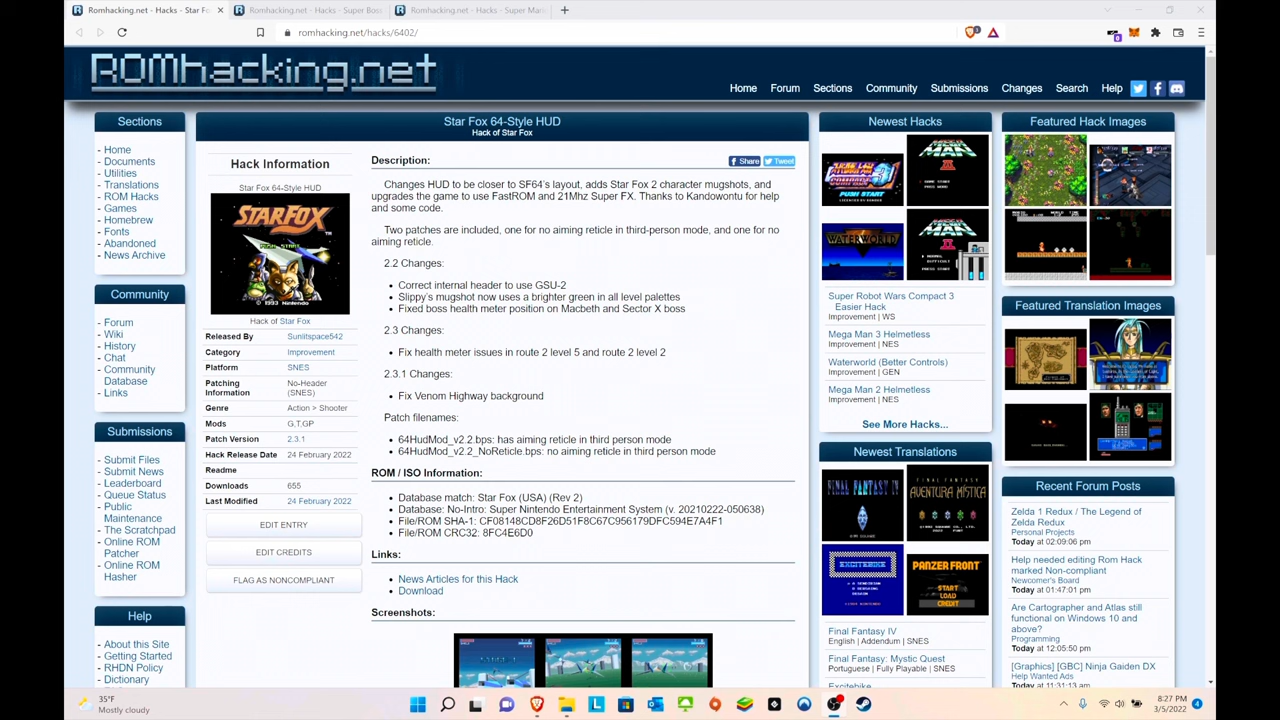 Romhacking.net - Hacks - Star Fo
Romhacking.net - Hacks - Super Bos
Romhacking.net - Hacks - Super Mar
romhacking.net/hacks/6402/
ROMhacking.net
Home Forum Sections Community Submissions Changes Search Help
Sections
- Home
- Documents
- Utilities
- Translations
- ROM Hacks
- Games
- Homebrew
- Fonts
- Abandoned
- News Archive
Community
- Forum
- Wiki
- History
- Chat
- Community
Database
- Links
Submissions
- Submit Files
- Submit News
- Leaderboard
- Queue Status
- Public
Maintenance
- The Scratchpad
- Online ROM
Patcher
- Online ROM
Hasher
Help
- About this Site
- Getting Started
- RHDN Policy
- Dictionary
Star Fox 64-Style HUD
Hack of Star Fox
Hack Information
Star Fox 64-Style HUD
STARFOX
© 1993 Nintendo
Hack of Star Fox
Released By Sunlitspace542
Category Improvement
Platform SNES
Patching Information No-Header (SNES)
Genre Action > Shooter
Mods G,T,GP
Patch Version 2.3.1
Hack Release Date 24 February 2022
Readme
Downloads 655
Last Modified 24 February 2022
EDIT ENTRY
EDIT CREDITS
FLAG AS NONCOMPLIANT
Description:
Share Tweet
Changes HUD to be closer to SF64's layout, adds Star Fox 2 character mugshots, and
upgrades the game to use FastROM and 21Mhz Super FX. Thanks to Kandowontu for help
and some code.
Two patches are included, one for no aiming reticle in third-person mode, and one for no
aiming reticle.
2.2 Changes:
• Correct internal header to use GSU-2
• Slippy's mugshot now uses a brighter green in all level palettes
• Fixed boss health meter position on Macbeth and Sector X boss
2.3 Changes:
• Fix health meter issues in route 2 level 5 and route 2 level 2
2.3.1 Changes:
• Fix Venom Highway background
Patch filenames:
• 64HudMod_v2.2.bps: has aiming reticle in third person mode
• 64HudMod_v2.2_NoReticle.bps: no aiming reticle in third person mode
ROM / ISO Information:
• Database match: Star Fox (USA) (Rev 2)
• Database: No-Intro: Super Nintendo Entertainment System (v. 20210222-050638)
• File/ROM SHA-1: CF08148CD8F26D51F8C67C956179DFC594E7A4F1
• File/ROM CRC32: 8FC4E6D0
Links:
• News Articles for this Hack
• Download
Screenshots:
Newest Hacks
MEGA MAN III
WATERWORLD
MEGA MAN II
Super Robot Wars Compact 3
Easier Hack
Improvement | WS
Mega Man 3 Helmetless
Improvement | NES
Waterworld (Better Controls)
Improvement | GEN
Mega Man 2 Helmetless
Improvement | NES
See More Hacks...
Newest Translations
FINAL FANTASY IV
FINAL FANTASY
AVENTURA MISTICA
EXCITEBIKE
PANZER FRONT
START
LOAD
CREDIT
Final Fantasy IV
English | Addendum | SNES
Final Fantasy: Mystic Quest
Portuguese | Fully Playable | SNES
Excitebike
Featured Hack Images
Featured Translation Images
Recent Forum Posts
Zelda 1 Redux / The Legend of
Zelda Redux
Personal Projects
Today at 02:09:06 pm
Help needed editing Rom Hack
marked Non-compliant
Newcomer's Board
Today at 01:47:01 pm
Are Cartographer and Atlas still
functional on Windows 10 and
above?
Programming
Today at 12:05:50 pm
[Graphics] [GBC] Ninja Gaiden DX
Help Wanted Ads
Today at 11:31:13 am
35°F
Mostly cloudy
8:27 PM
3/5/2022